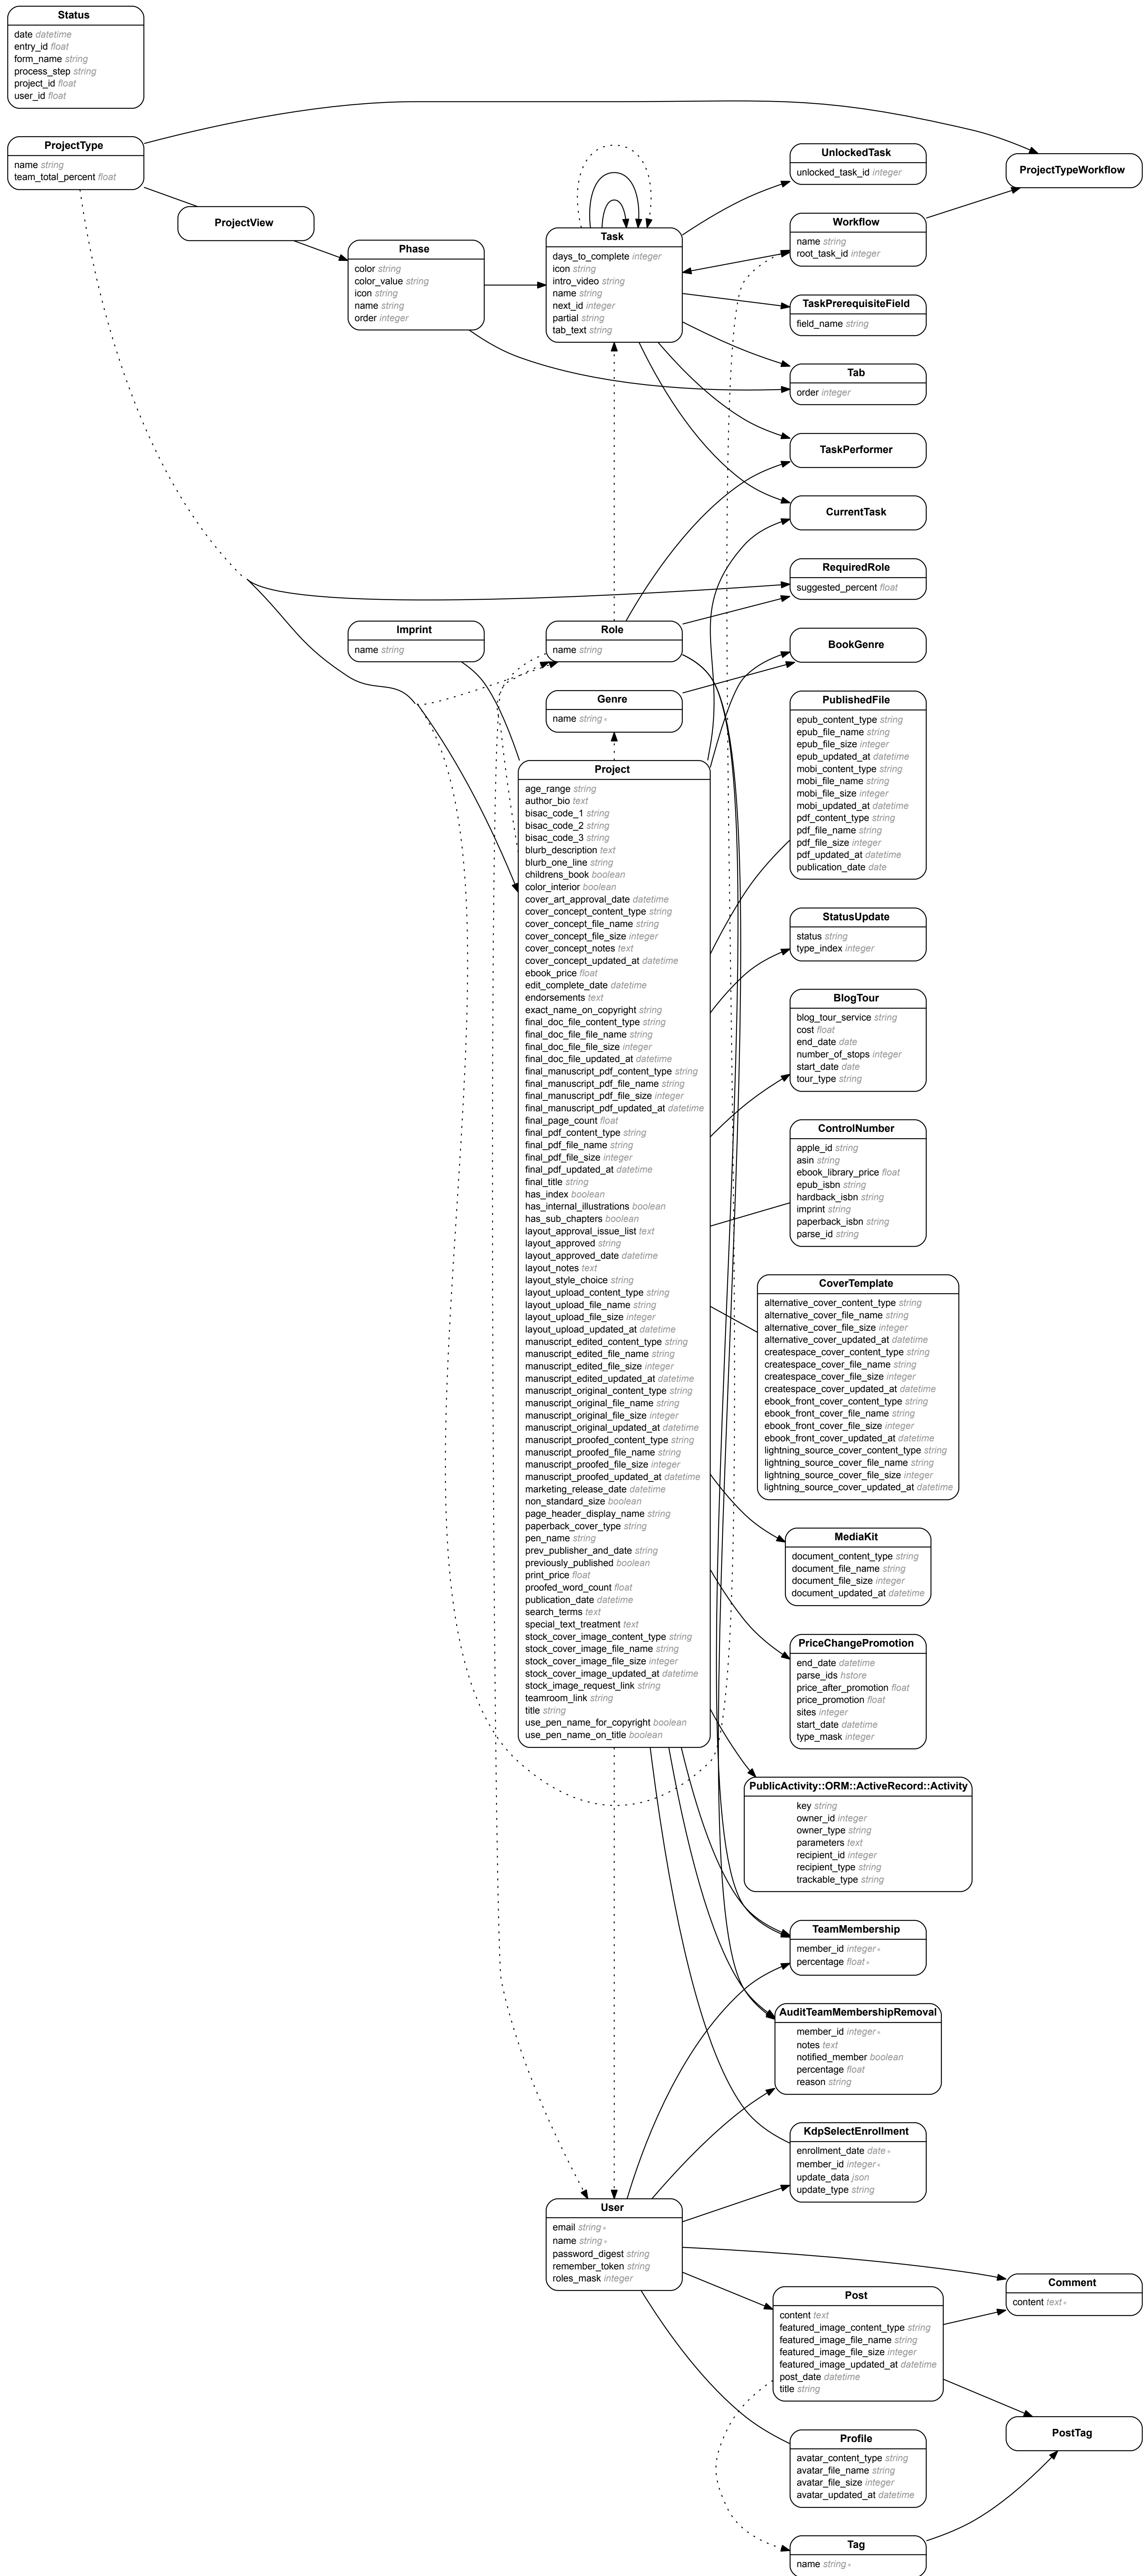 Status
date datetime
entry_id float
form_name string
process_step string
project_id float
user_id float
ProjectType
name string
team_total_percent float
ProjectView
Phase
color string
color_value string
icon string
name string
order integer
Task
days_to_complete integer
icon string
intro_video string
name string
next_id integer
partial string
tab_text string
UnlockedTask
unlocked_task_id integer
ProjectTypeWorkflow
Workflow
name string
root_task_id integer
TaskPrerequisiteField
field_name string
Tab
order integer
TaskPerformer
CurrentTask
RequiredRole
suggested_percent float
Imprint
name string
Role
name string
BookGenre
Genre
name string *
Project
age_range string
author_bio text
bisac_code_1 string
bisac_code_2 string
bisac_code_3 string
blurb_description text
blurb_one_line string
childrens_book boolean
color_interior boolean
cover_art_approval_date datetime
cover_concept_content_type string
cover_concept_file_name string
cover_concept_file_size integer
cover_concept_notes text
cover_concept_updated_at datetime
ebook_price float
edit_complete_date datetime
endorsements text
exact_name_on_copyright string
final_doc_file_content_type string
final_doc_file_file_name string
final_doc_file_file_size integer
final_doc_file_updated_at datetime
final_manuscript_pdf_content_type string
final_manuscript_pdf_file_name string
final_manuscript_pdf_file_size integer
final_manuscript_pdf_updated_at datetime
final_page_count float
final_pdf_content_type string
final_pdf_file_name string
final_pdf_file_size integer
final_pdf_updated_at datetime
final_title string
has_index boolean
has_internal_illustrations boolean
has_sub_chapters boolean
layout_approval_issue_list text
layout_approved string
layout_approved_date datetime
layout_notes text
layout_style_choice string
layout_upload_content_type string
layout_upload_file_name string
layout_upload_file_size integer
layout_upload_updated_at datetime
manuscript_edited_content_type string
manuscript_edited_file_name string
manuscript_edited_file_size integer
manuscript_edited_updated_at datetime
manuscript_original_content_type string
manuscript_original_file_name string
manuscript_original_file_size integer
manuscript_original_updated_at datetime
manuscript_proofed_content_type string
manuscript_proofed_file_name string
manuscript_proofed_file_size integer
manuscript_proofed_updated_at datetime
marketing_release_date datetime
non_standard_size boolean
page_header_display_name string
paperback_cover_type string
pen_name string
prev_publisher_and_date string
previously_published boolean
print_price float
proofed_word_count float
publication_date datetime
search_terms text
special_text_treatment text
stock_cover_image_content_type string
stock_cover_image_file_name string
stock_cover_image_file_size integer
stock_cover_image_updated_at datetime
stock_image_request_link string
teamroom_link string
title string
use_pen_name_for_copyright boolean
use_pen_name_on_title boolean
PublishedFile
epub_content_type string
epub_file_name string
epub_file_size integer
epub_updated_at datetime
mobi_content_type string
mobi_file_name string
mobi_file_size integer
mobi_updated_at datetime
pdf_content_type string
pdf_file_name string
pdf_file_size integer
pdf_updated_at datetime
publication_date date
StatusUpdate
status string
type_index integer
BlogTour
blog_tour_service string
cost float
end_date date
number_of_stops integer
start_date date
tour_type string
ControlNumber
apple_id string
asin string
ebook_library_price float
epub_isbn string
hardback_isbn string
imprint string
paperback_isbn string
parse_id string
CoverTemplate
alternative_cover_content_type string
alternative_cover_file_name string
alternative_cover_file_size integer
alternative_cover_updated_at datetime
createspace_cover_content_type string
createspace_cover_file_name string
createspace_cover_file_size integer
createspace_cover_updated_at datetime
ebook_front_cover_content_type string
ebook_front_cover_file_name string
ebook_front_cover_file_size integer
ebook_front_cover_updated_at datetime
lightning_source_cover_content_type string
lightning_source_cover_file_name string
lightning_source_cover_file_size integer
lightning_source_cover_updated_at datetime
MediaKit
document_content_type string
document_file_name string
document_file_size integer
document_updated_at datetime
PriceChangePromotion
end_date datetime
parse_ids hstore
price_after_promotion float
price_promotion float
sites integer
start_date datetime
type_mask integer
PublicActivity::ORM::ActiveRecord::Activity
key string
owner_id integer
owner_type string
parameters text
recipient_id integer
recipient_type string
trackable_type string
TeamMembership
member_id integer *
percentage float *
AuditTeamMembershipRemoval
member_id integer *
notes text
notified_member boolean
percentage float
reason string
KdpSelectEnrollment
enrollment_date date *
member_id integer *
update_data json
update_type string
User
email string *
name string *
password_digest string
remember_token string
roles_mask integer
Comment
content text *
Post
content text
featured_image_content_type string
featured_image_file_name string
featured_image_file_size integer
featured_image_updated_at datetime
post_date datetime
title string
PostTag
Profile
avatar_content_type string
avatar_file_name string
avatar_file_size integer
avatar_updated_at datetime
Tag
name string *